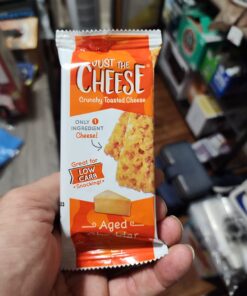 JUST THE
CHEESE
Crunchy Toasted Cheese
ONLY 1
INGREDIENT
Cheese!
Great for
LOW
CARB
Snacking!
Aged